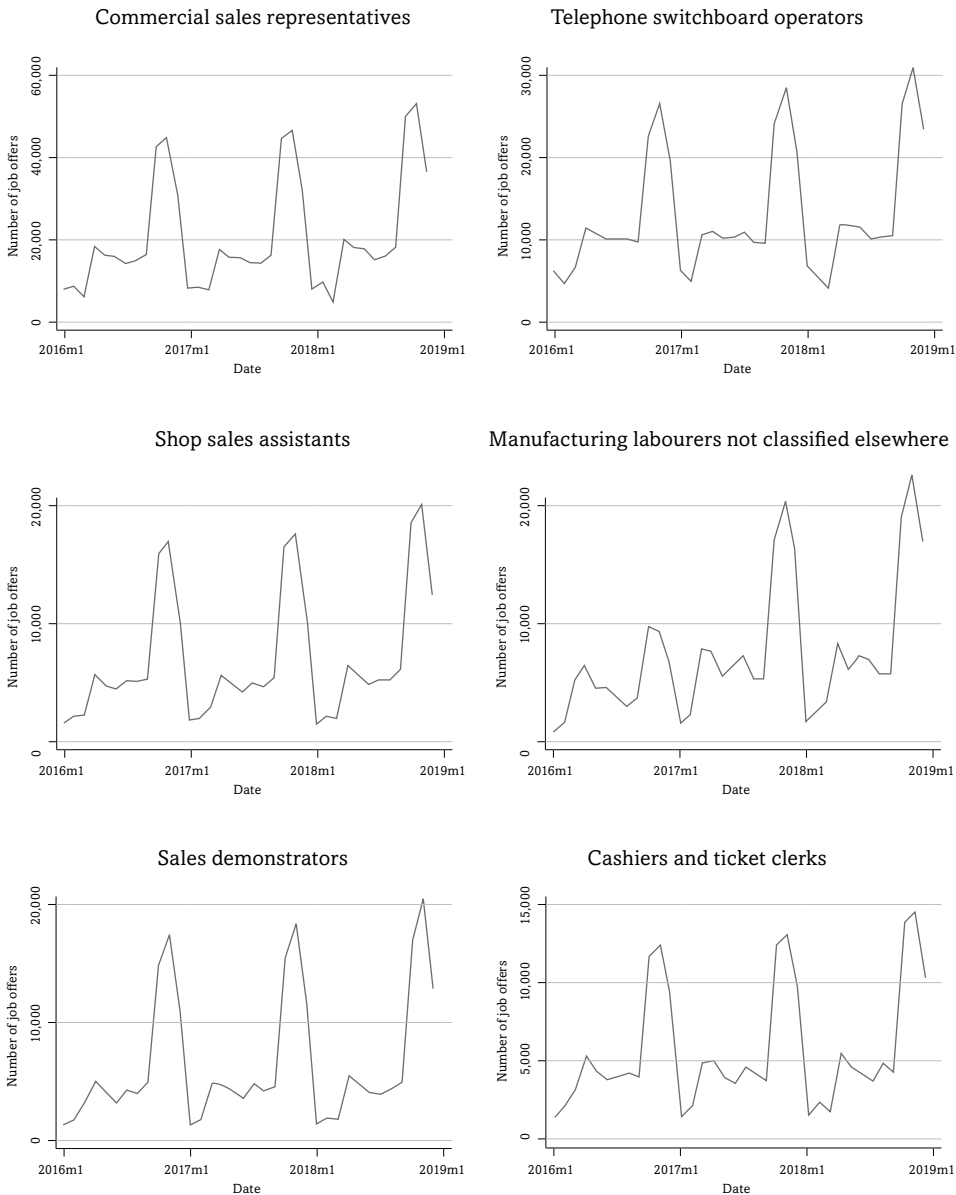 Commercial sales representatives
Number of job offers
60,000
40,000
20,000
0
2016m1 2017m1 2018m1 2019m1
Date
Telephone switchboard operators
Number of job offers
30,000
20,000
10,000
0
2016m1 2017m1 2018m1 2019m1
Date
Shop sales assistants
Number of job offers
20,000
10,000
0
2016m1 2017m1 2018m1 2019m1
Date
Manufacturing labourers not classified elsewhere
Number of job offers
20,000
10,000
0
2016m1 2017m1 2018m1 2019m1
Date
Sales demonstrators
Number of job offers
20,000
10,000
0
2016m1 2017m1 2018m1 2019m1
Date
Cashiers and ticket clerks
Number of job offers
15,000
10,000
5,000
0
2016m1 2017m1 2018m1 2019m1
Date